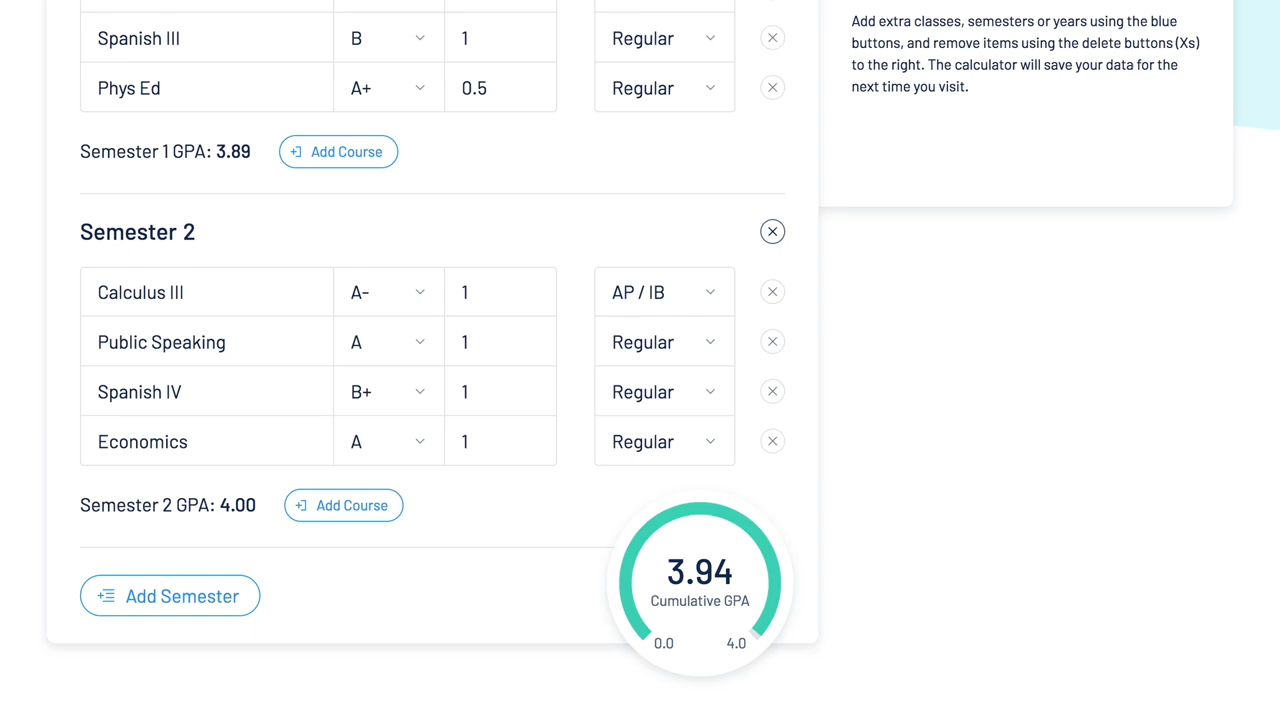 Spanish III B 1 Regular
Phys Ed A+ 0.5 Regular
Semester 1 GPA: 3.89 Add Course
Semester 2
Calculus III A- 1 AP / IB
Public Speaking A 1 Regular
Spanish IV B+ 1 Regular
Economics A 1 Regular
Semester 2 GPA: 4.00 Add Course
Add Semester
3.94
Cumulative GPA
0.0 4.0
Add extra classes, semesters or years using the blue
buttons, and remove items using the delete buttons (Xs)
to the right. The calculator will save your data for the
next time you visit.